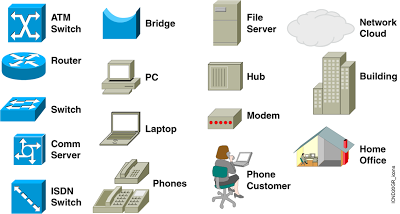 ATM
Switch
Router
Switch
Comm
Server
ISDN
Switch
Bridge
PC
Laptop
Phones
File
Server
Hub
Modem
Phone
Customer
Network
Cloud
Building
Home
Office